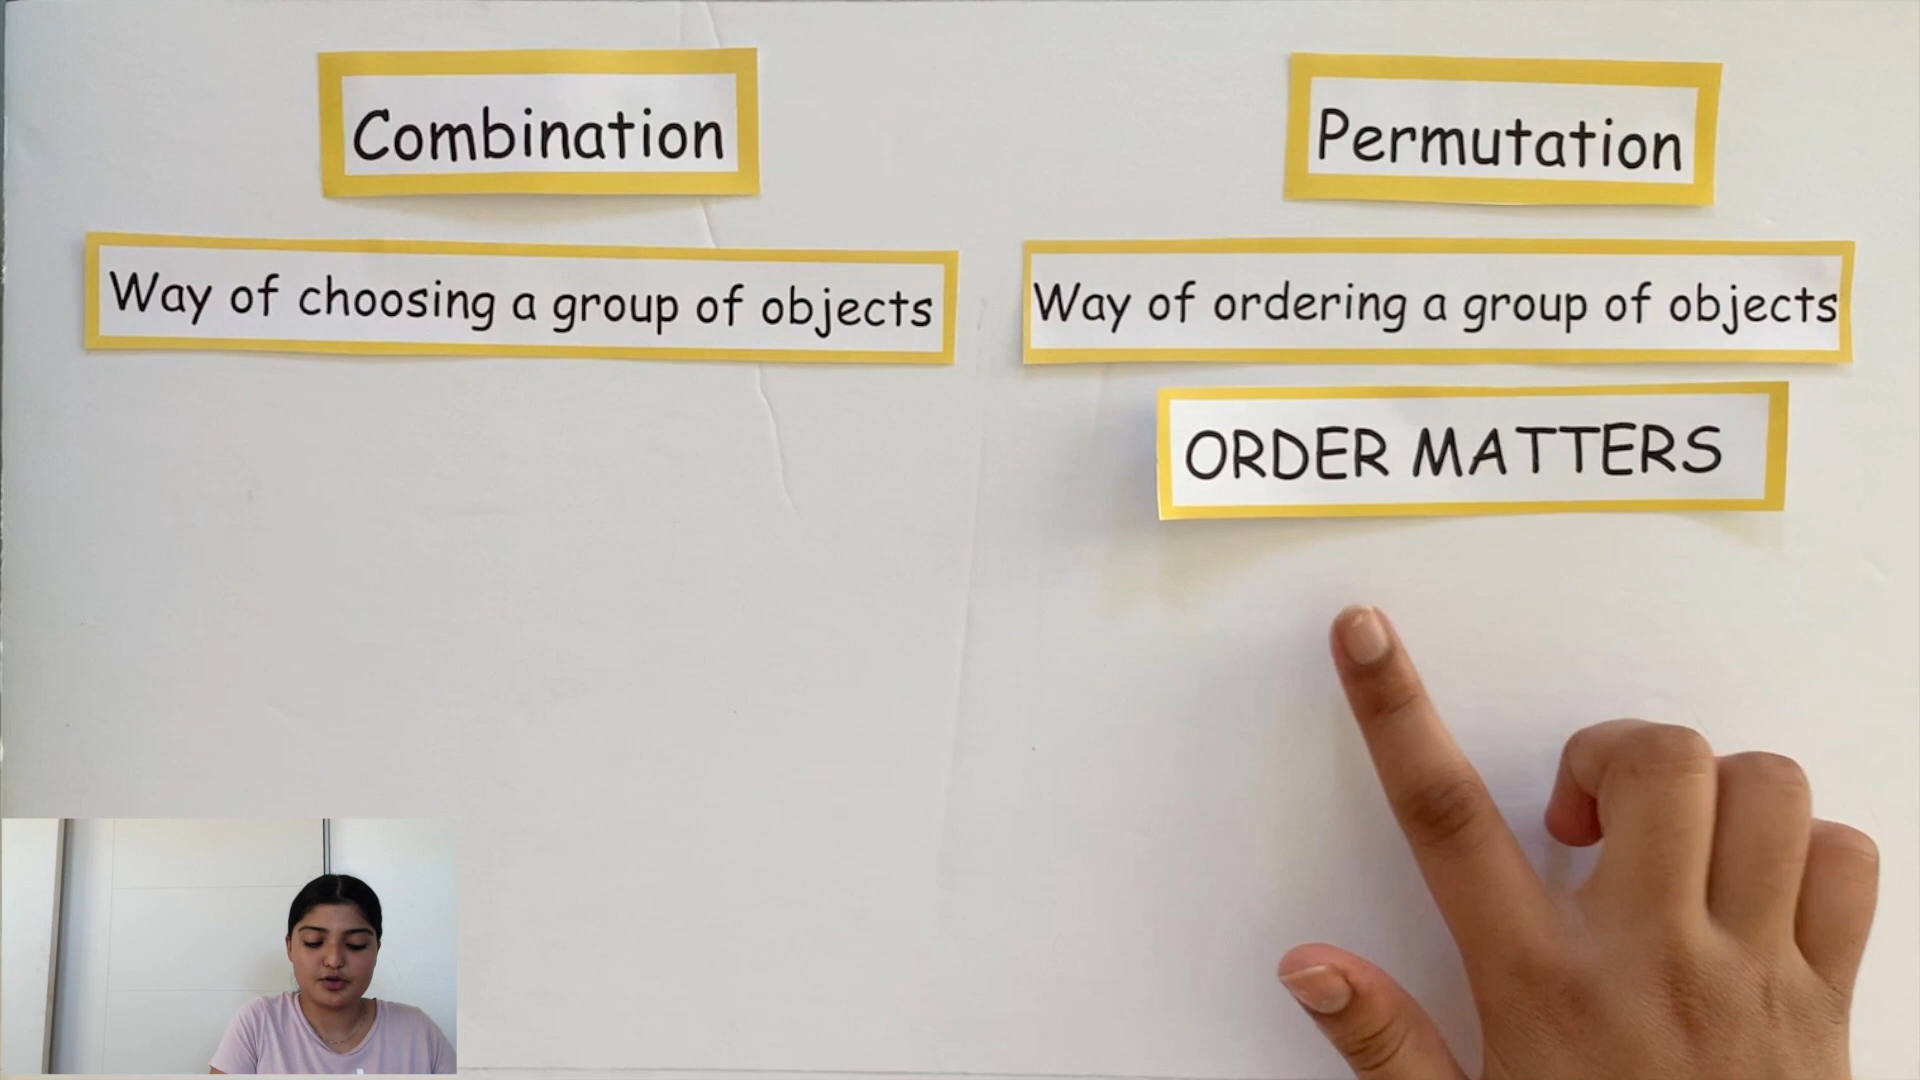 Combination
Way of choosing a group of objects
Permutation
Way of ordering a group of objects
ORDER MATTERS